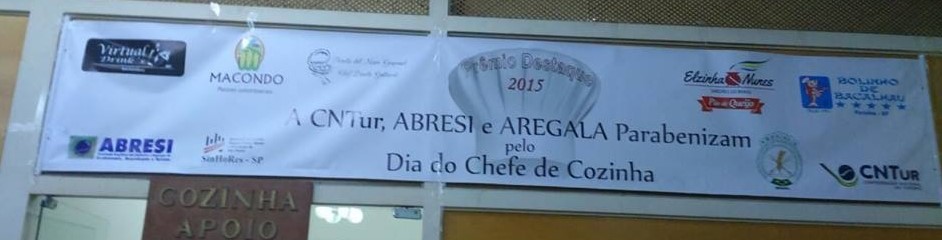 Virtual Drink's
MACONDO
Prêmio Destaque
2015
Elzinha Nunes
Pão de Queijo
BOLINHO
DE
BACALHAU
A CNTur, ABRESI e AREGALA Parabenizam
pelo
Dia do Chefe de Cozinha
ABRESI
SinHoRes - SP
CNTur
COZINHA
APOIO